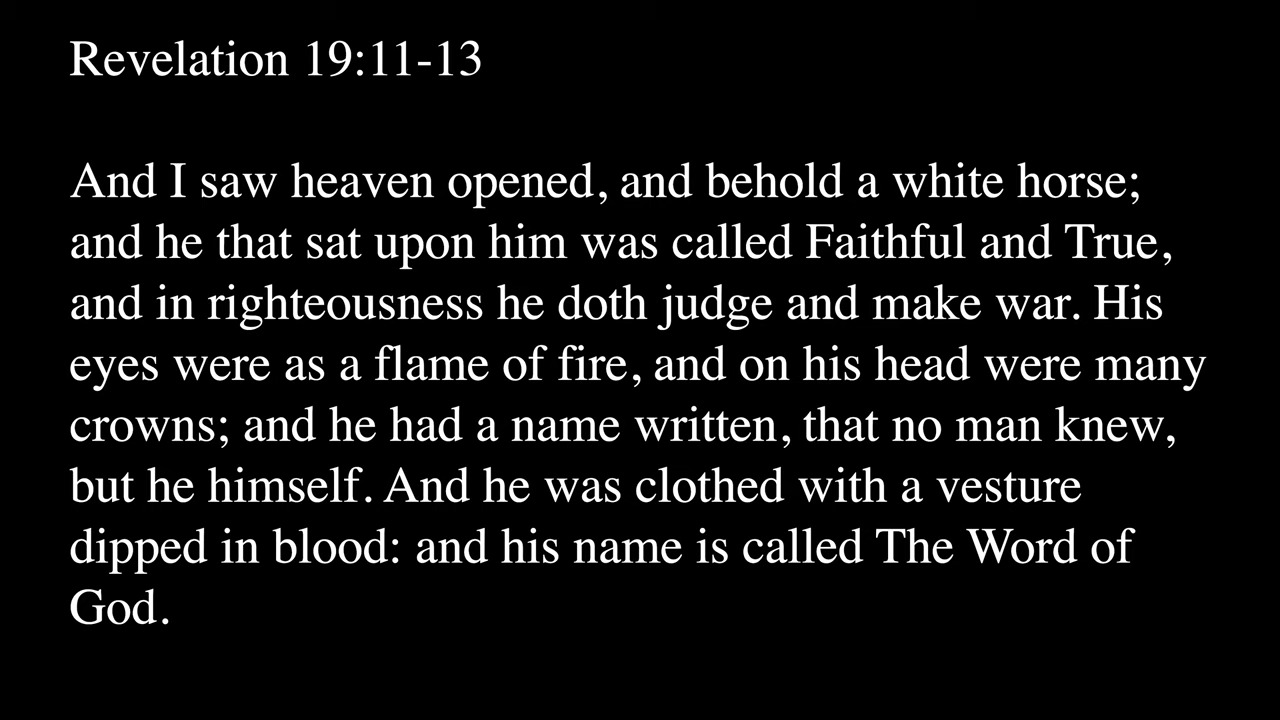 Revelation 19:11-13
And I saw heaven opened, and behold a white horse;
and he that sat upon him was called Faithful and True,
and in righteousness he doth judge and make war. His
eyes were as a flame of fire, and on his head were many
crowns; and he had a name written, that no man knew,
but he himself. And he was clothed with a vesture
dipped in blood: and his name is called The Word of
God.